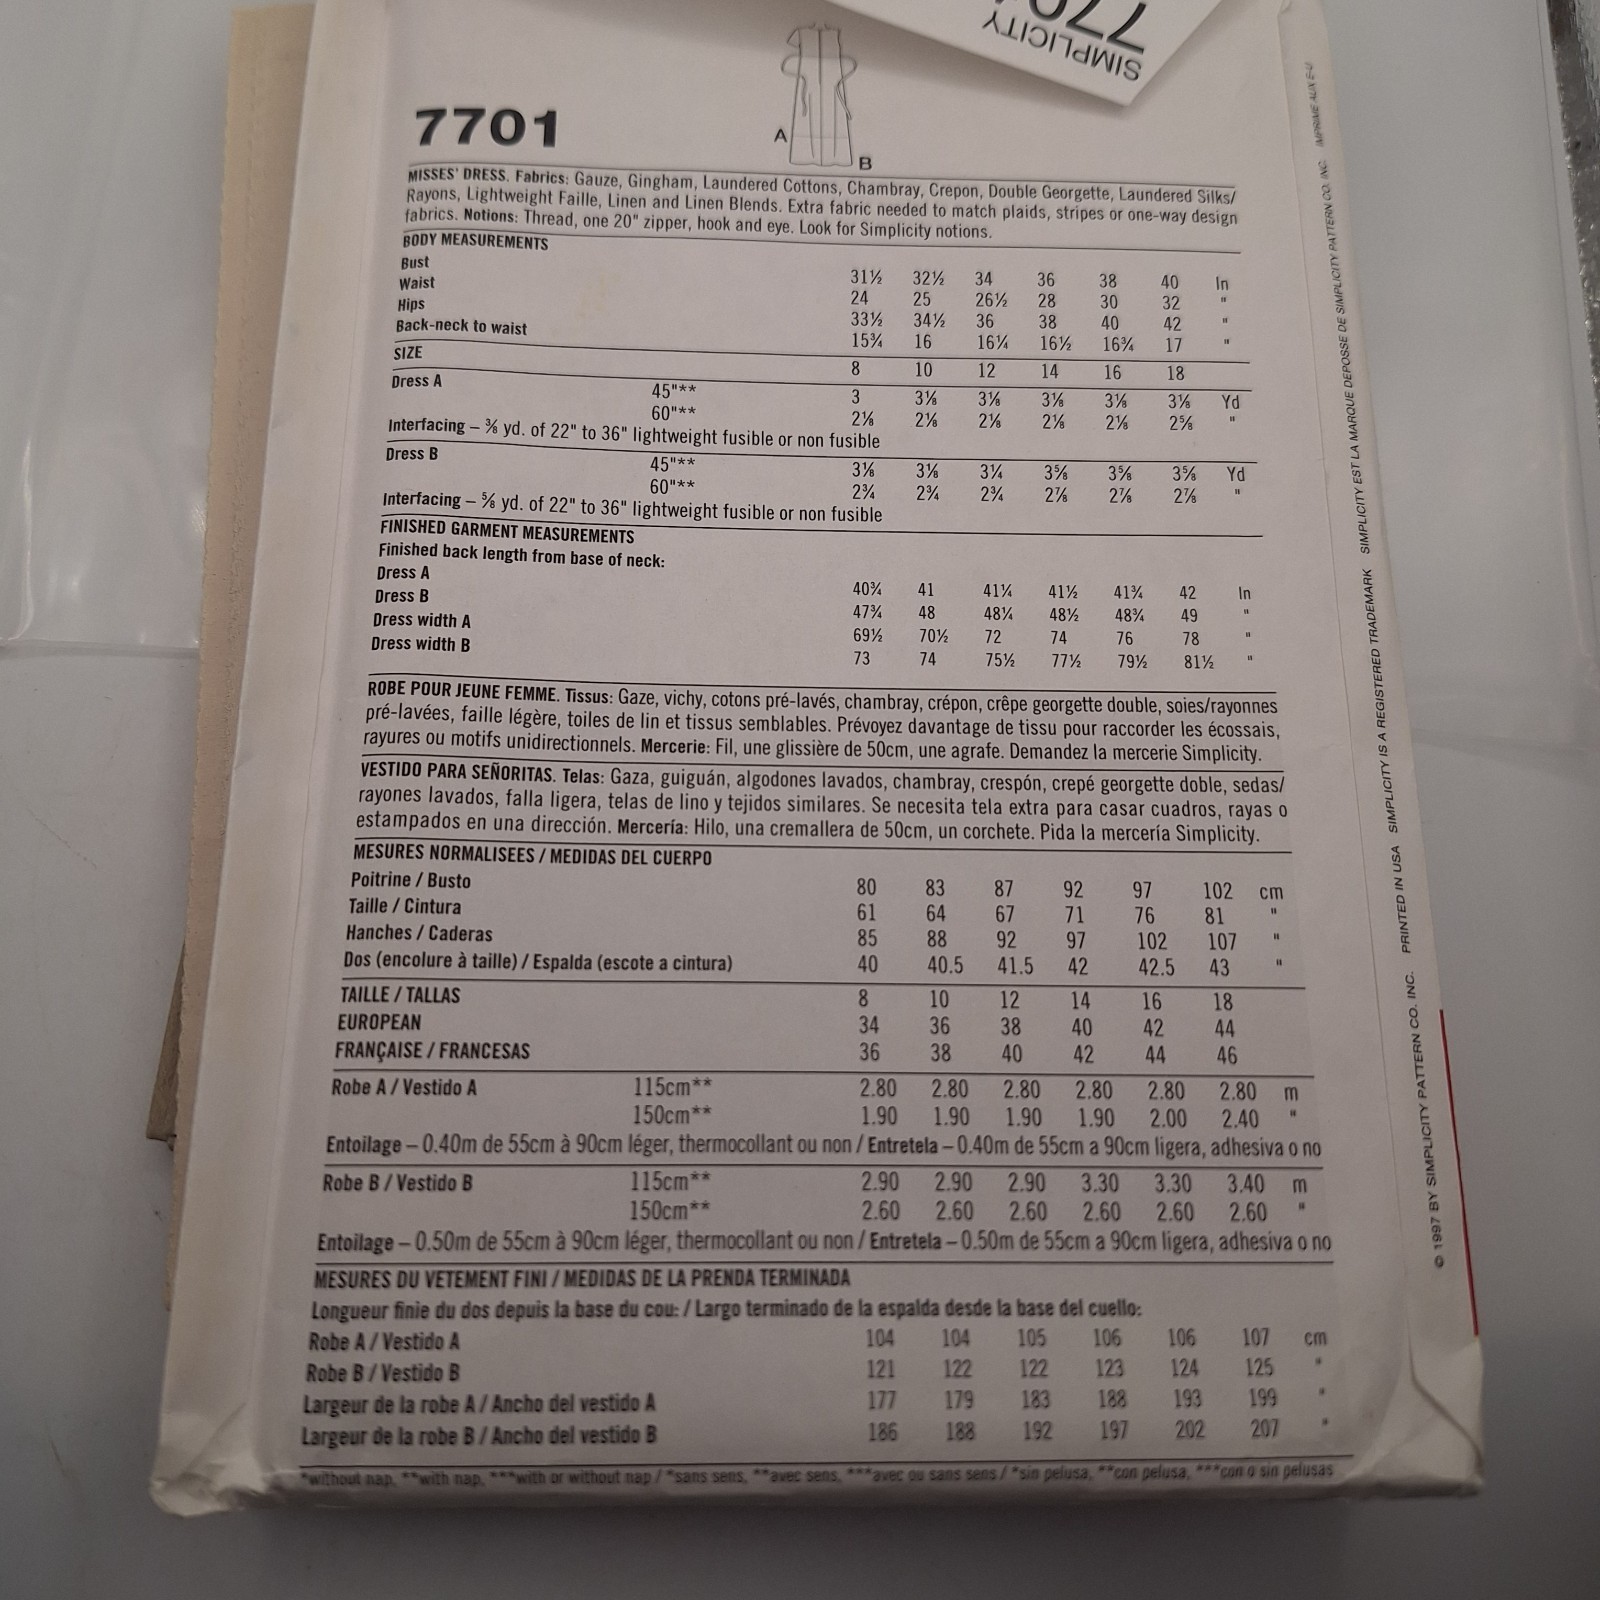 SIMPLICITY
770
7701
A
B
MISSES' DRESS. Fabrics: Gauze, Gingham, Laundered Cottons, Chambray, Crepon, Double Georgette, Laundered Silks/
Rayons, Lightweight Faille, Linen and Linen Blends. Extra fabric needed to match plaids, stripes or one-way design
fabrics. Notions: Thread, one 20" zipper, hook and eye. Look for Simplicity notions.
BODY MEASUREMENTS
Bust 31½ 32½ 34 36 38 40 In
Waist 24 25 26½ 28 30 32 "
Hips 33½ 34½ 36 38 40 42 "
Back-neck to waist 15¾ 16 16¼ 16½ 16¾ 17 "
SIZE 8 10 12 14 16 18
Dress A 45"** 3 3⅛ 3⅛ 3⅛ 3⅛ 3⅛ Yd
60"** 2⅛ 2⅛ 2⅛ 2⅛ 2⅛ 2⅝ "
Interfacing – ⅜ yd. of 22" to 36" lightweight fusible or non fusible
Dress B 45"** 3⅛ 3⅛ 3¼ 3⅝ 3⅝ 3⅝ Yd
60"** 2¾ 2¾ 2¾ 2⅞ 2⅞ 2⅞ "
Interfacing – ⅝ yd. of 22" to 36" lightweight fusible or non fusible
FINISHED GARMENT MEASUREMENTS
Finished back length from base of neck:
Dress A 40¾ 41 41¼ 41½ 41¾ 42 In
Dress B 47¾ 48 48¼ 48½ 48¾ 49 "
Dress width A 69½ 70½ 72 74 76 78 "
Dress width B 73 74 75½ 77½ 79½ 81½ "
ROBE POUR JEUNE FEMME. Tissus: Gaze, vichy, cotons pré-lavés, chambray, crépon, crêpe georgette double, soies/rayonnes
pré-lavées, faille légère, toiles de lin et tissus semblables. Prévoyez davantage de tissu pour raccorder les écossais,
rayures ou motifs unidirectionnels. Mercerie: Fil, une glissière de 50cm, une agrafe. Demandez la mercerie Simplicity.
VESTIDO PARA SEÑORITAS. Telas: Gaza, guiguán, algodones lavados, chambray, crespón, crepé georgette doble, sedas/
rayones lavados, falla ligera, telas de lino y tejidos similares. Se necesita tela extra para casar cuadros, rayas o
estampados en una dirección. Mercería: Hilo, una cremallera de 50cm, un corchete. Pida la mercería Simplicity.
MESURES NORMALISEES / MEDIDAS DEL CUERPO
Poitrine / Busto 80 83 87 92 97 102 cm
Taille / Cintura 61 64 67 71 76 81 "
Hanches / Caderas 85 88 92 97 102 107 "
Dos (encolure à taille) / Espalda (escote a cintura) 40 40.5 41.5 42 42.5 43 "
TAILLE / TALLAS 8 10 12 14 16 18
EUROPEAN 34 36 38 40 42 44
FRANÇAISE / FRANCESAS 36 38 40 42 44 46
Robe A / Vestido A 115cm** 2.80 2.80 2.80 2.80 2.80 2.80 m
150cm** 1.90 1.90 1.90 1.90 2.00 2.40 "
Entoilage – 0.40m de 55cm à 90cm léger, thermocollant ou non / Entretela – 0.40m de 55cm a 90cm ligera, adhesiva o no
Robe B / Vestido B 115cm** 2.90 2.90 2.90 3.30 3.30 3.40 m
150cm** 2.60 2.60 2.60 2.60 2.60 2.60 "
Entoilage – 0.50m de 55cm à 90cm léger, thermocollant ou non / Entretela – 0.50m de 55cm a 90cm ligera, adhesiva o no
MESURES DU VETEMENT FINI / MEDIDAS DE LA PRENDA TERMINADA
Longueur finie du dos depuis la base du cou: / Largo terminado de la espalda desde la base del cuello:
Robe A / Vestido A 104 104 105 106 106 107 cm
Robe B / Vestido B 121 122 122 123 124 125 "
Largeur de la robe A / Ancho del vestido A 177 179 183 188 193 199 "
Largeur de la robe B / Ancho del vestido B 186 188 192 197 202 207 "
*without nap, **with nap, ***with or without nap / *sans sens, **avec sens, ***avec ou sans sens / *sin pelusa, **con pelusa, ***con o sin pelusas
© 1997 BY SIMPLICITY PATTERN CO. INC. PRINTED IN USA SIMPLICITY IS A REGISTERED TRADEMARK SIMPLICITY EST LA MARQUE DEPOSSE DE SIMPLICITY PATTERN CO. INC. IMPRIME AUX E-U